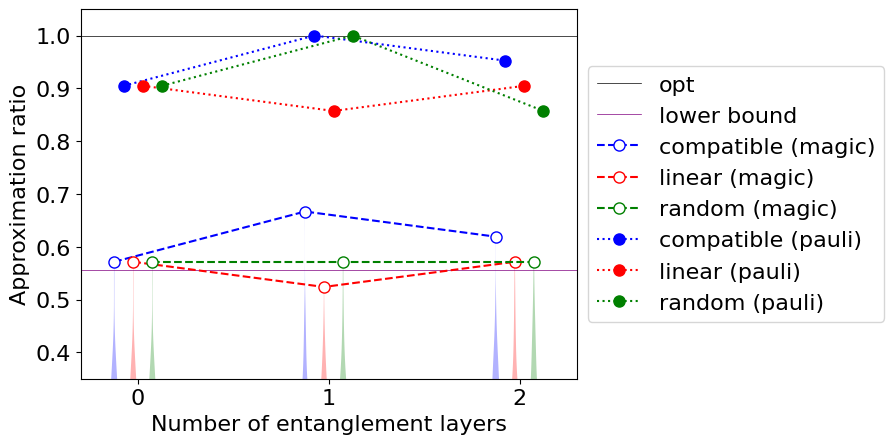 1.0
0.9
0.8
0.7
0.6
0.5
0.4
Approximation ratio
0 1 2
Number of entanglement layers
opt
lower bound
compatible (magic)
linear (magic)
random (magic)
compatible (pauli)
linear (pauli)
random (pauli)